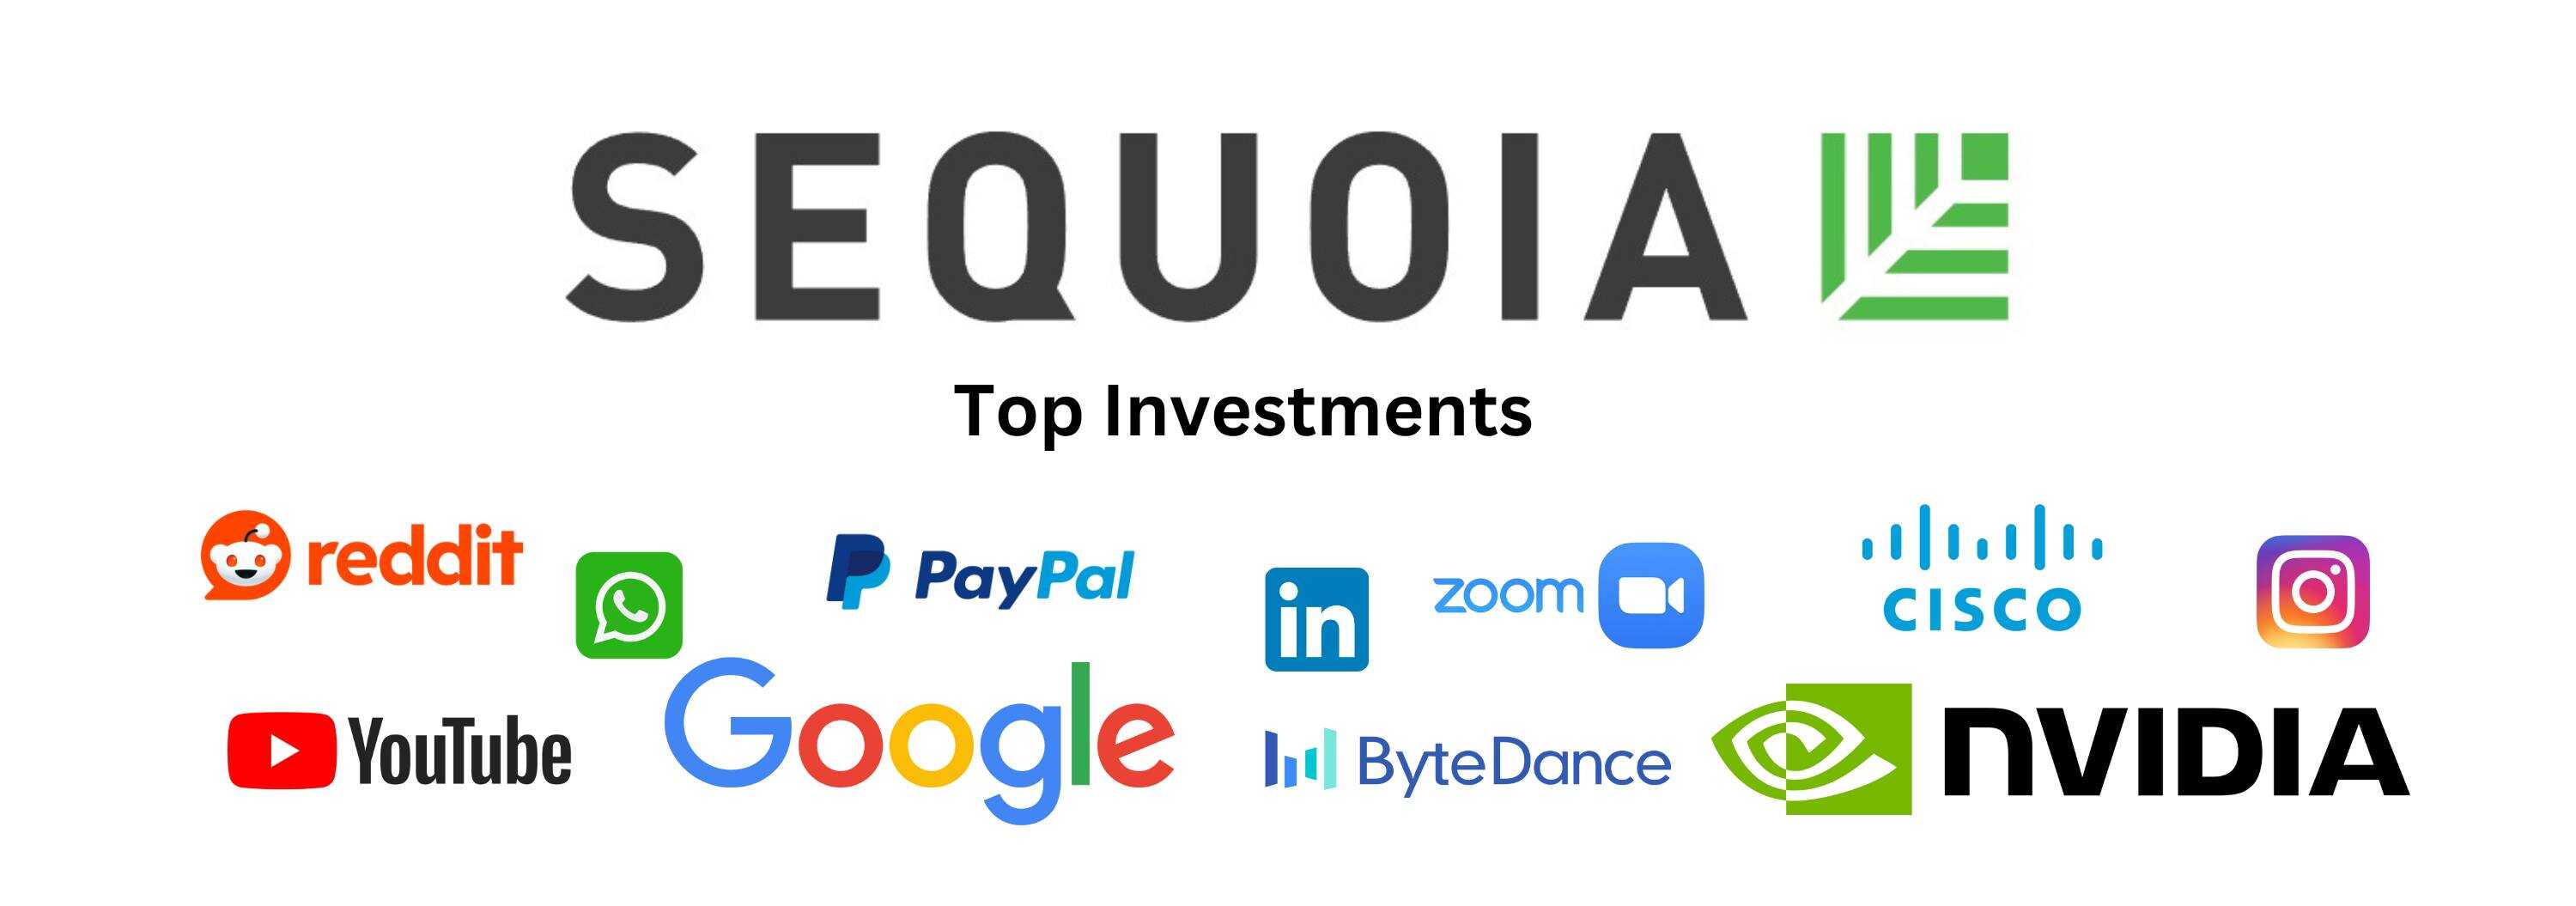 SEQUOIA
Top Investments
reddit
PayPal
in
zoom
CISCO
YouTube
Google
ByteDance
NVIDIA